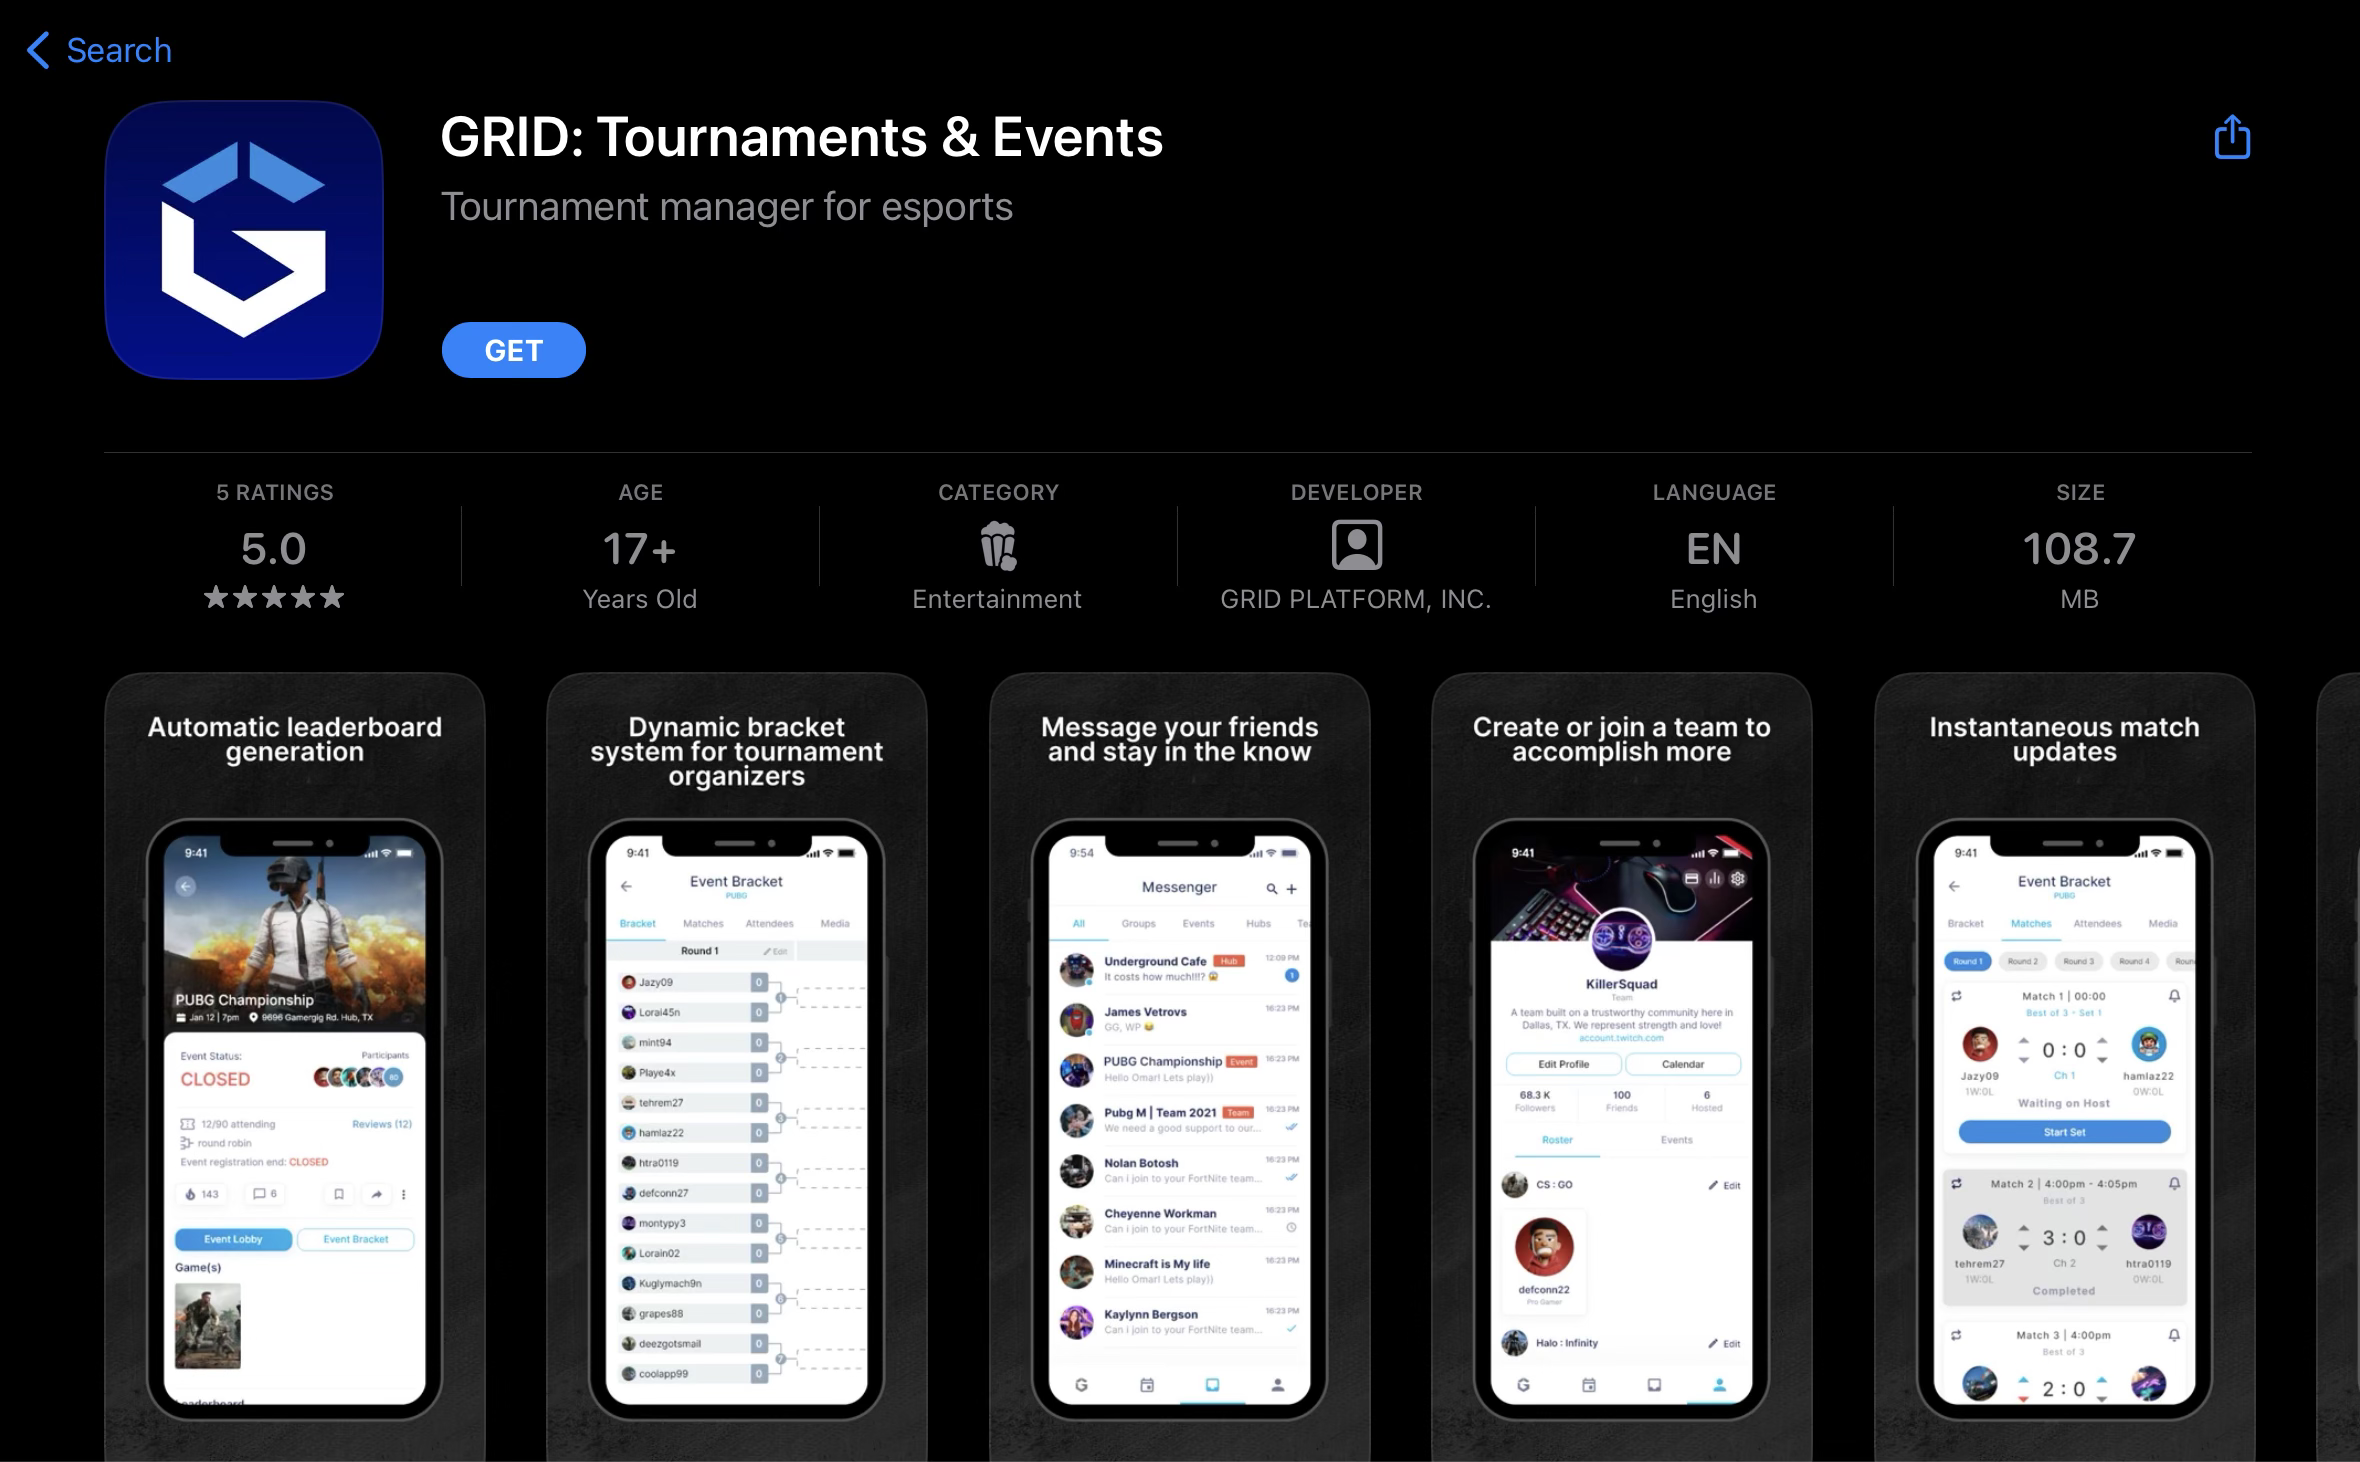 Search
GRID: Tournaments & Events
Tournament manager for esports
GET
5 RATINGS
5.0
AGE
17+
Years Old
CATEGORY
Entertainment
DEVELOPER
GRID PLATFORM, INC.
LANGUAGE
EN
English
SIZE
108.7
MB
Automatic leaderboard
generation
9:41
PUBG Championship
Jan 12 | 7pm 9696 Gamergig Rd. Hub, TX
Event Status:
Participants
CLOSED
80
12/90 attending
Reviews (12)
round robin
Event registration end: CLOSED
143
6
Event Lobby
Event Bracket
Game(s)
Leaderboard
Dynamic bracket
system for tournament
organizers
9:41
Event Bracket
PUBG
Bracket Matches Attendees Media
Round 1
Edit
Jazy09 0
Lorai45n 0
1
mint94 0
Playe4x 0
2
tehrem27 0
hamlaz22 0
3
htra0119 0
defconn27 0
4
montypy3 0
Lorain02 0
5
Kuglymach9n 0
grapes88 0
6
deezgotsmail 0
coolapp99 0
7
Message your friends
and stay in the know
9:54
Messenger
All Groups Events Hubs Tea
Underground Cafe Hub 12:09 PM
It costs how much!!!? 😱 1
James Vetrovs 16:23 PM
GG, WP 😂
PUBG Championship Event 16:23 PM
Hello Omar! Lets play))
Pubg M | Team 2021 Team 16:23 PM
We need a good support to our...
Nolan Botosh 16:23 PM
Can i join to your FortNite team...
Cheyenne Workman 16:23 PM
Can i join to your FortNite team...
Minecraft is My life 16:23 PM
Hello Omar! Lets play))
Kaylynn Bergson 16:23 PM
Can i join to your FortNite team...
G
Create or join a team to
accomplish more
9:41
KillerSquad
Team
A team built on a trustworthy community here in
Dallas, TX. We represent strength and love!
account.twitch.com
Edit Profile
Calendar
68.3 K 100 6
Followers Friends Hosted
Roster Events
CS : GO Edit
defconn22
Pro Gamer
Halo : Infinity Edit
G
Instantaneous match
updates
9:41
Event Bracket
PUBG
Bracket Matches Attendees Media
Round 1 Round 2 Round 3 Round 4 Roun
Match 1 | 00:00
Best of 3 - Set 1
0 : 0
Jazy09 Ch 1 hamlaz22
1W:0L 0W:0L
Waiting on Host
Start Set
Match 2 | 4:00pm - 4:05pm
Best of 3
3 : 0
tehrem27 Ch 2 htra0119
1W:0L 0W:0L
Completed
Match 3 | 4:00pm
Best of 3
2 : 0